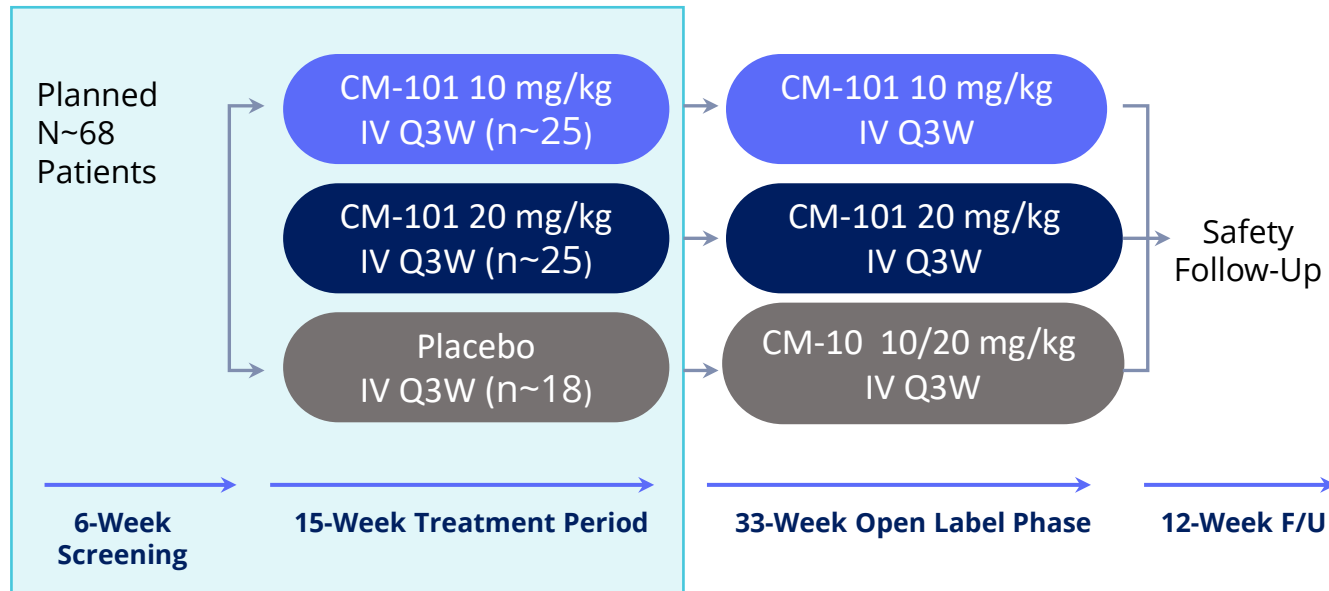 Planned
N~68
Patients
CM-101 10 mg/kg
IV Q3W (n~25)
CM-101 10 mg/kg
IV Q3W
CM-101 20 mg/kg
IV Q3W (n~25)
CM-101 20 mg/kg
IV Q3W
Placebo
IV Q3W (n~18)
CM-10  10/20 mg/kg
IV Q3W
Safety
Follow-Up
6-Week
Screening
15-Week Treatment Period
33-Week Open Label Phase
12-Week F/U